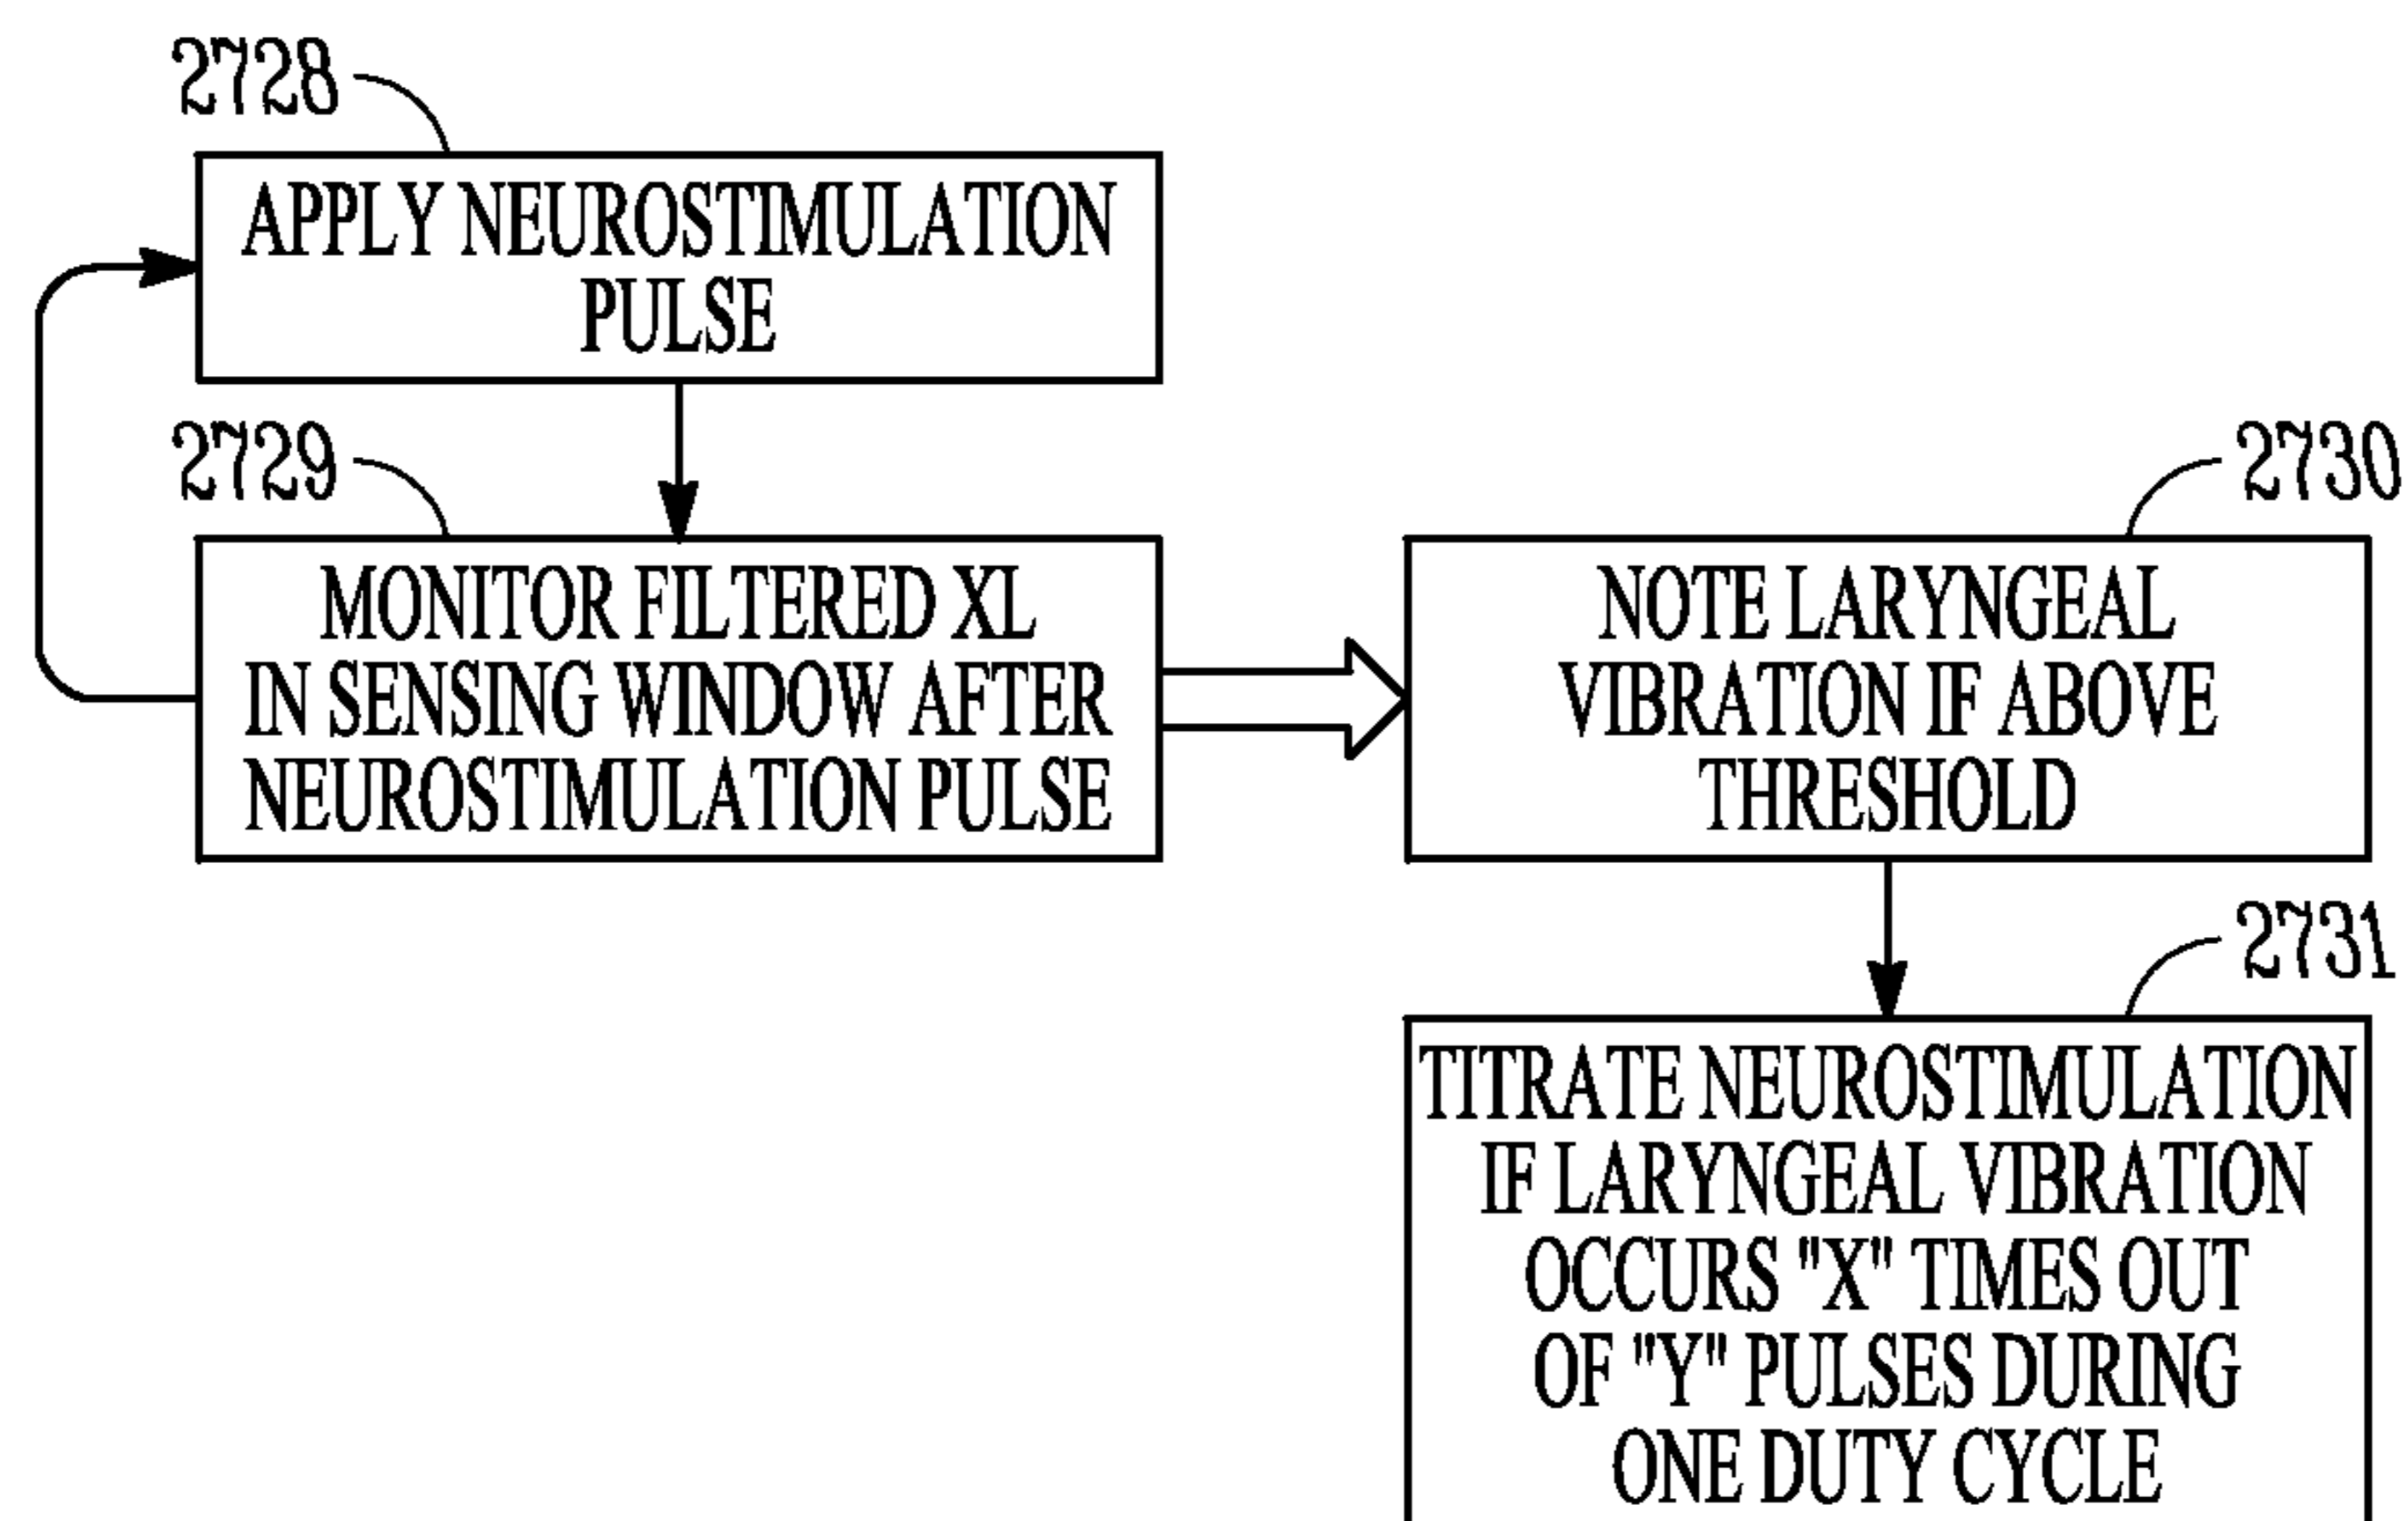 2728
APPLY NEUROSTIMULATION
PULSE
2729
MONITOR FILTERED XL
IN SENSING WINDOW AFTER
NEUROSTIMULATION PULSE
2730
NOTE LARYNGEAL
VIBRATION IF ABOVE
THRESHOLD
2731
TITRATE NEUROSTIMULATION
IF LARYNGEAL VIBRATION
OCCURS "X" TIMES OUT
OF "Y" PULSES DURING
ONE DUTY CYCLE